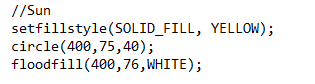 //Sun
setfillstyle(SOLID_FILL, YELLOW);
circle(400,75,40);
floodfill(400,76,WHITE);